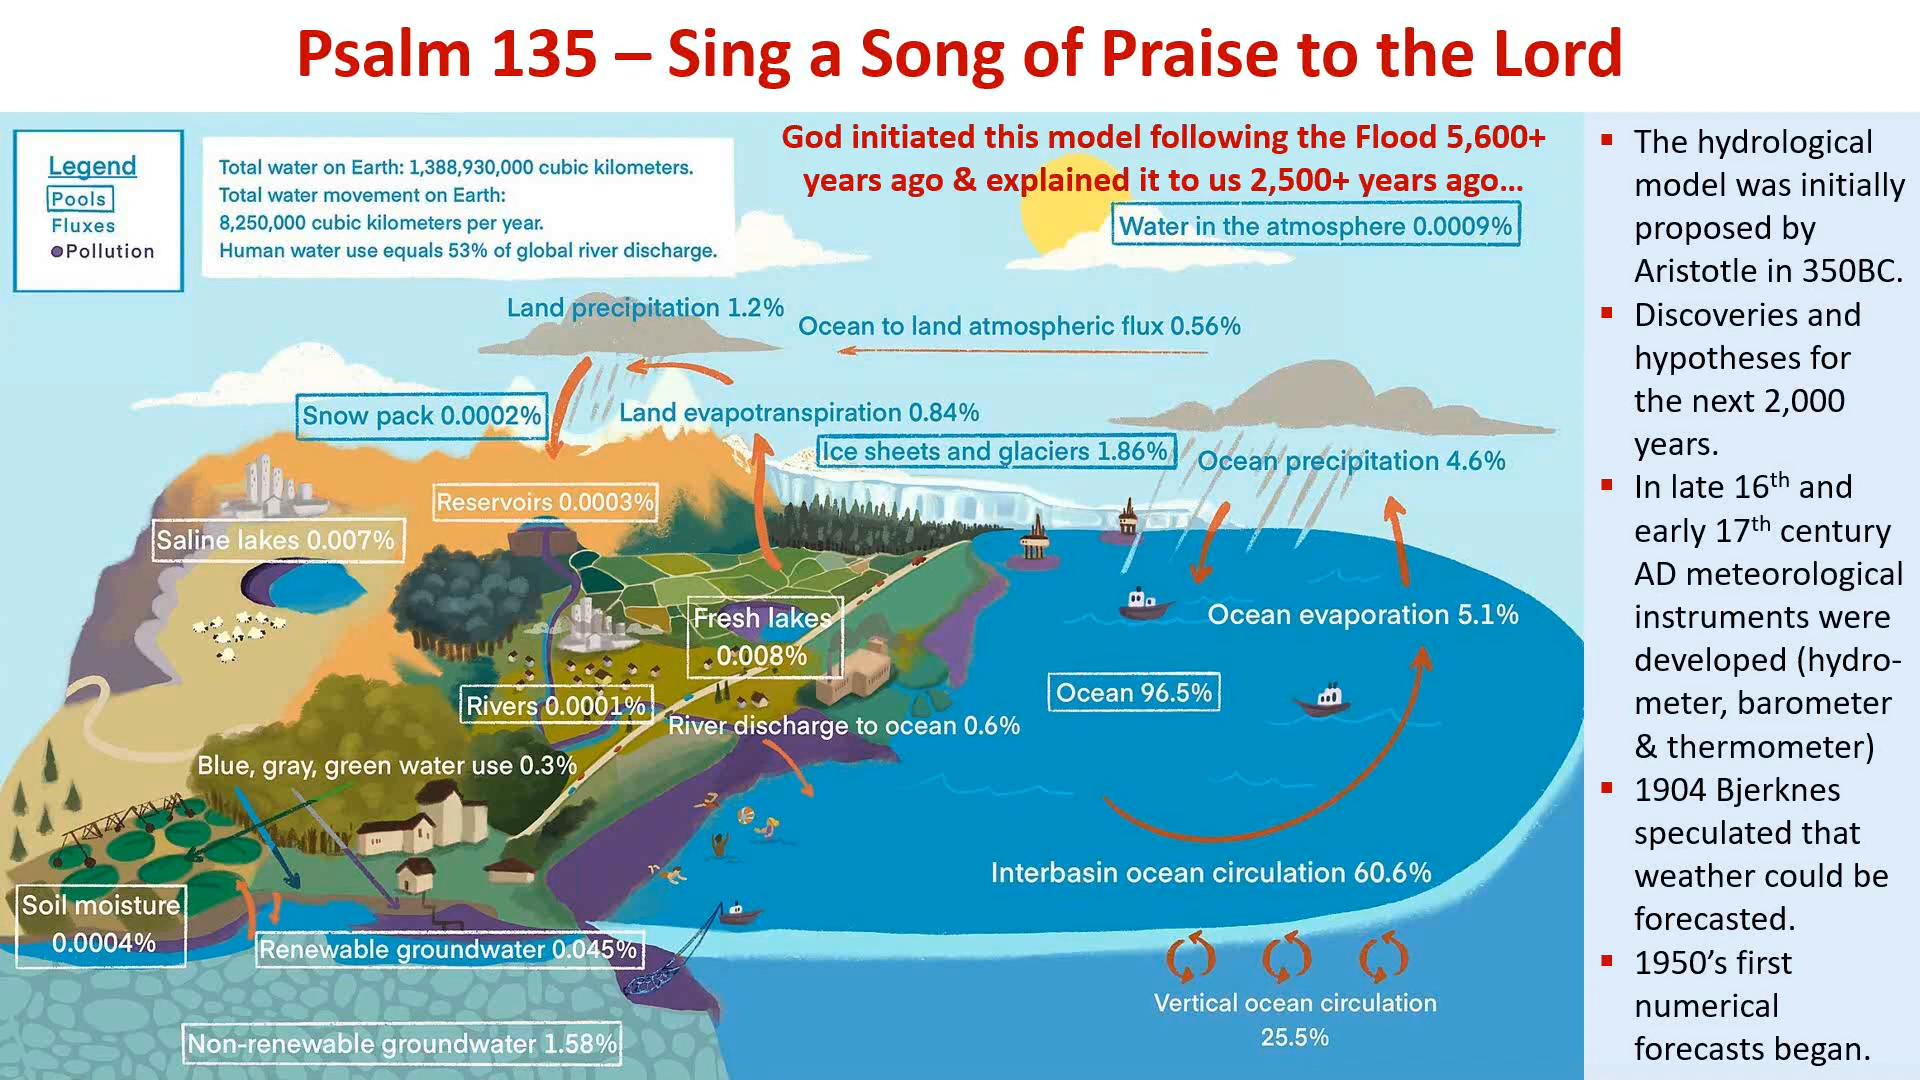 Psalm 135 – Sing a Song of Praise to the Lord
Legend
Pools
Fluxes
Pollution
Total water on Earth: 1,388,930,000 cubic kilometers.
Total water movement on Earth:
8,250,000 cubic kilometers per year.
Human water use equals 53% of global river discharge.
God initiated this model following the Flood 5,600+
years ago & explained it to us 2,500+ years ago...
Water in the atmosphere 0.0009%
Land precipitation 1.2%
Ocean to land atmospheric flux 0.56%
Snow pack 0.0002%
Land evapotranspiration 0.84%
Ice sheets and glaciers 1.86%
Ocean precipitation 4.6%
Reservoirs 0.0003%
Saline lakes 0.007%
Fresh lakes
0.008%
Ocean evaporation 5.1%
Ocean 96.5%
Rivers 0.0001%
River discharge to ocean 0.6%
Blue, gray, green water use 0.3%
Interbasin ocean circulation 60.6%
Soil moisture
0.0004%
Renewable groundwater 0.045%
Vertical ocean circulation
25.5%
Non-renewable groundwater 1.58%
▪ The hydrological
model was initially
proposed by
Aristotle in 350BC.
▪ Discoveries and
hypotheses for
the next 2,000
years.
▪ In late 16th and
early 17th century
AD meteorological
instruments were
developed (hydro-
meter, barometer
& thermometer)
▪ 1904 Bjerknes
speculated that
weather could be
forecasted.
▪ 1950’s first
numerical
forecasts began.